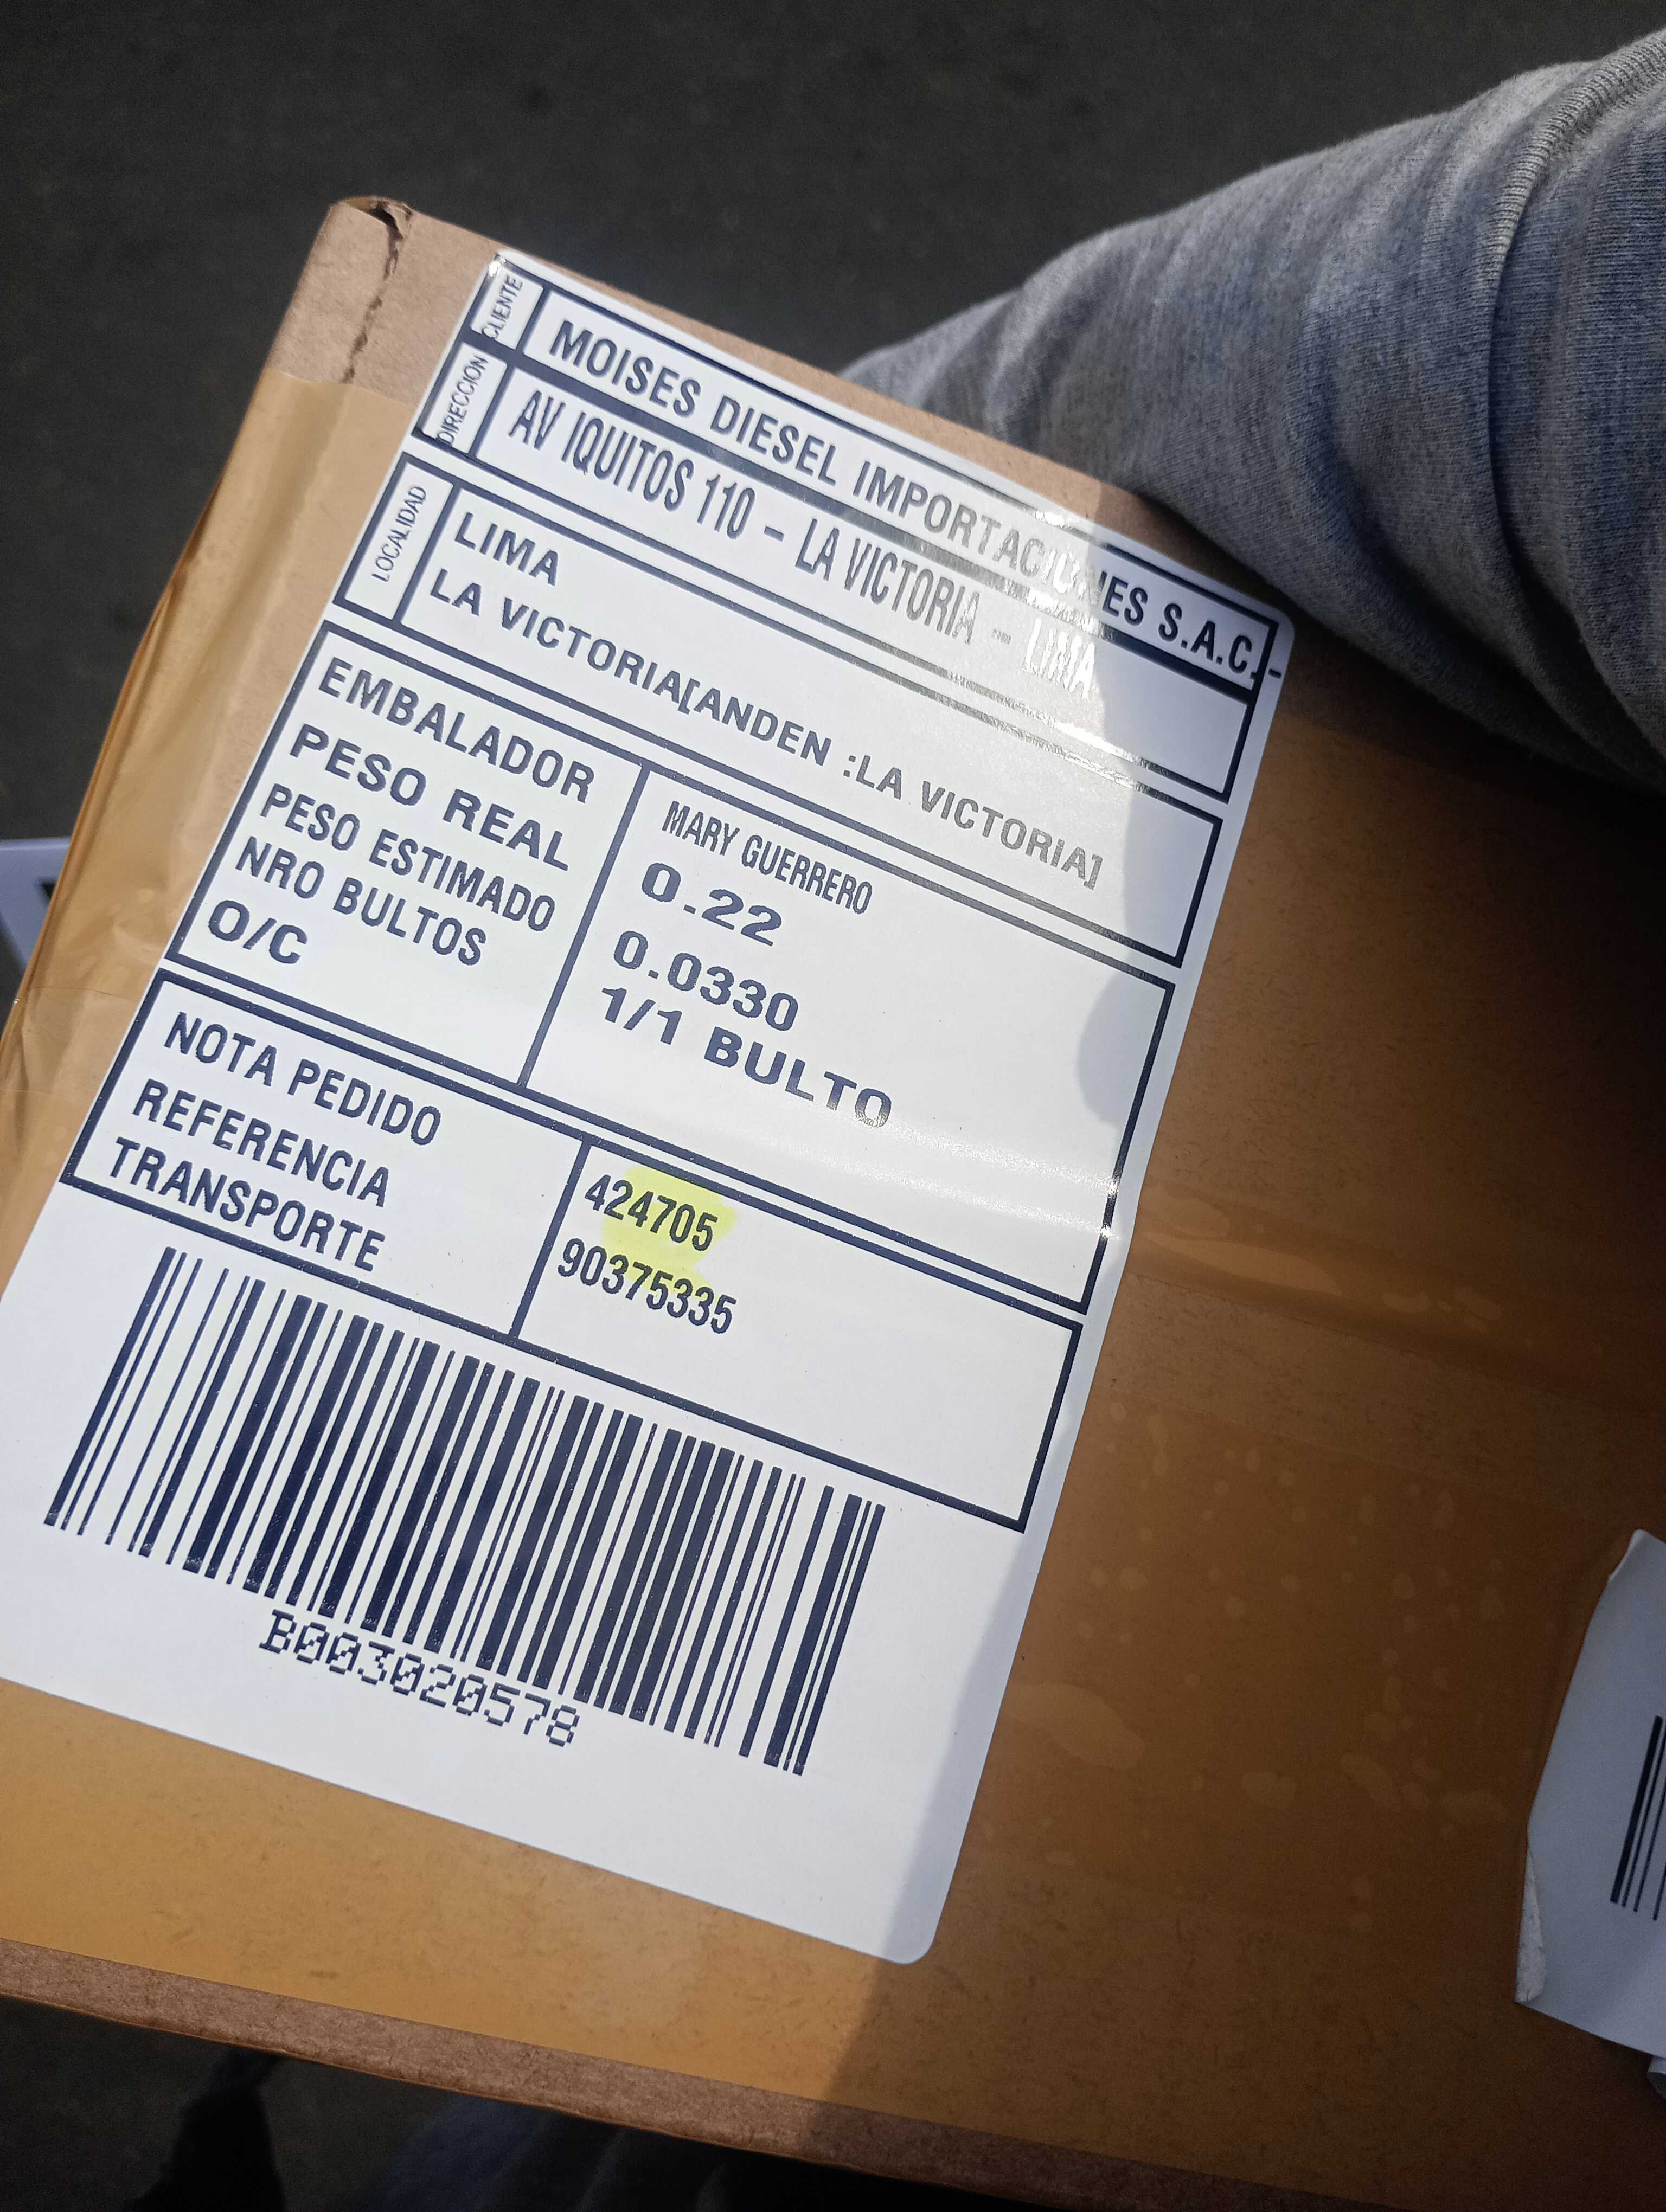 CLIENTE
MOISES DIESEL IMPORTACIONES S.A.C.-
DIRECCION
AV IQUITOS 110 - LA VICTORIA - LIMA
LOCALIDAD
LIMA
LA VICTORIA[ANDEN :LA VICTORIA]
EMBALADOR MARY GUERRERO
PESO REAL 0.22
PESO ESTIMADO 0.0330
NRO BULTOS 1/1 BULTO
O/C
NOTA PEDIDO 424705
REFERENCIA 90375335
TRANSPORTE
B003020578